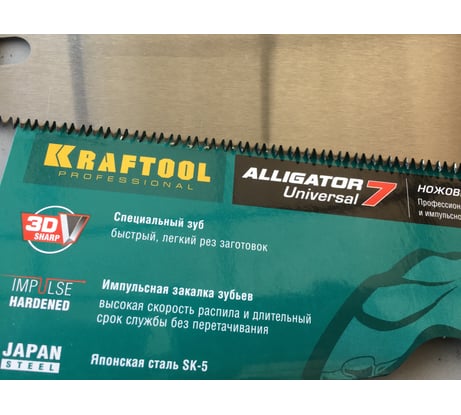 KRAFTOOL
PROFESSIONAL
ALLIGATOR 7
Universal
НОЖОВ
Профессион
и импульсно
3D
SHARP
Специальный зуб
быстрый, легкий рез заготовок
IMPULSE
HARDENED
Импульсная закалка зубьев
высокая скорость распила и длительный
срок службы без перетачивания
JAPAN
STEEL
Японская сталь SK-5